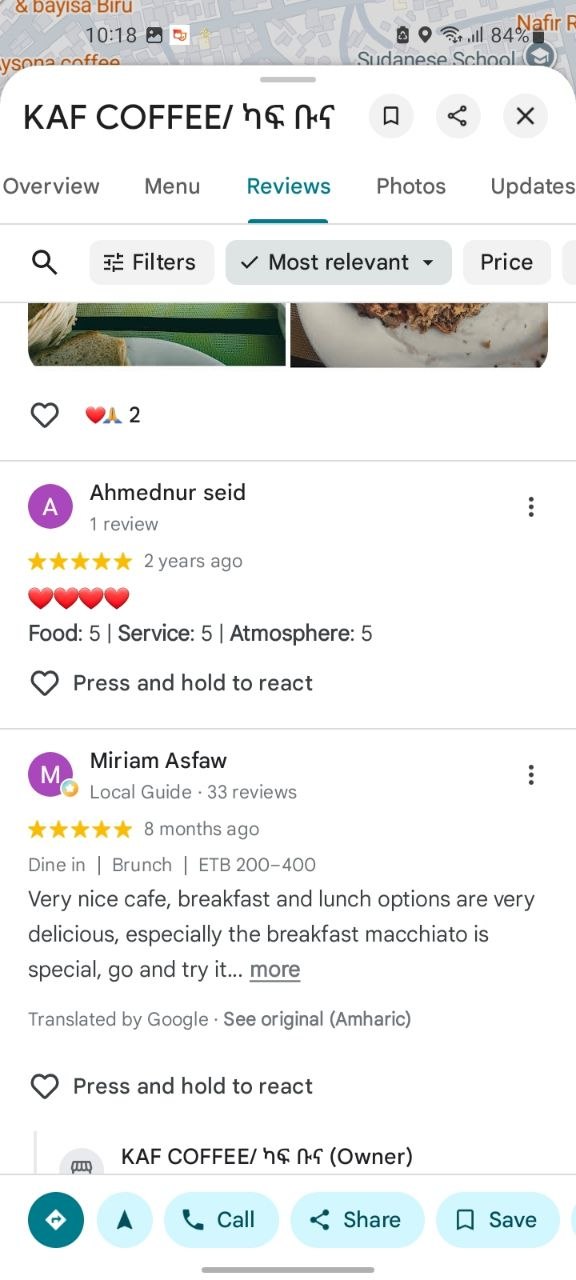 & bayisa Biru
10:18
84%
Nafir R
aysona coffee
Sudanese School
KAF COFFEE/ ካፍ ቡና
Overview
Menu
Reviews
Photos
Updates
Filters
Most relevant
Price
2
A
Ahmednur seid
1 review
2 years ago
Food: 5 | Service: 5 | Atmosphere: 5
Press and hold to react
M
Miriam Asfaw
Local Guide · 33 reviews
8 months ago
Dine in | Brunch | ETB 200–400
Very nice cafe, breakfast and lunch options are very
delicious, especially the breakfast macchiato is
special, go and try it... more
Translated by Google · See original (Amharic)
Press and hold to react
KAF COFFEE/ ካፍ ቡና (Owner)
Call
Share
Save